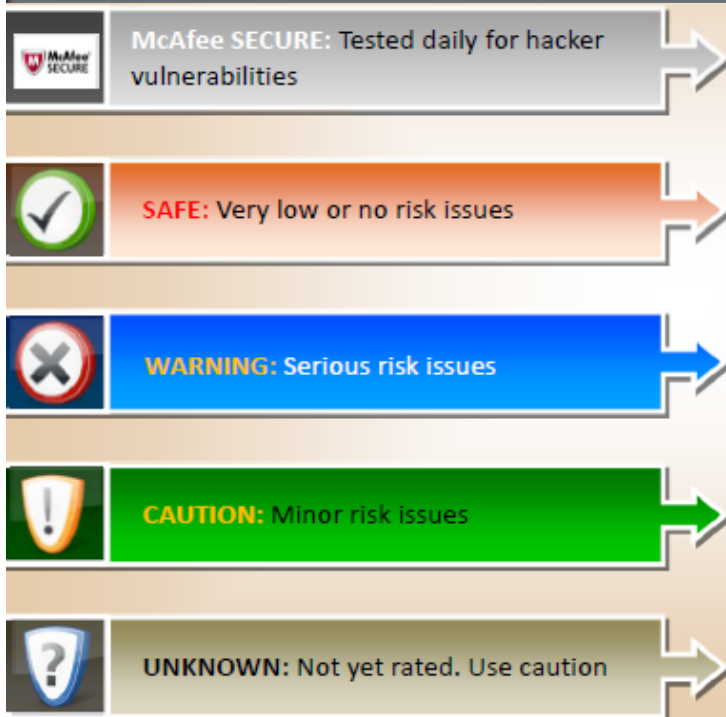 McAfee SECURE
McAfee SECURE: Tested daily for hacker
vulnerabilities
SAFE: Very low or no risk issues
WARNING: Serious risk issues
CAUTION: Minor risk issues
UNKNOWN: Not yet rated. Use caution